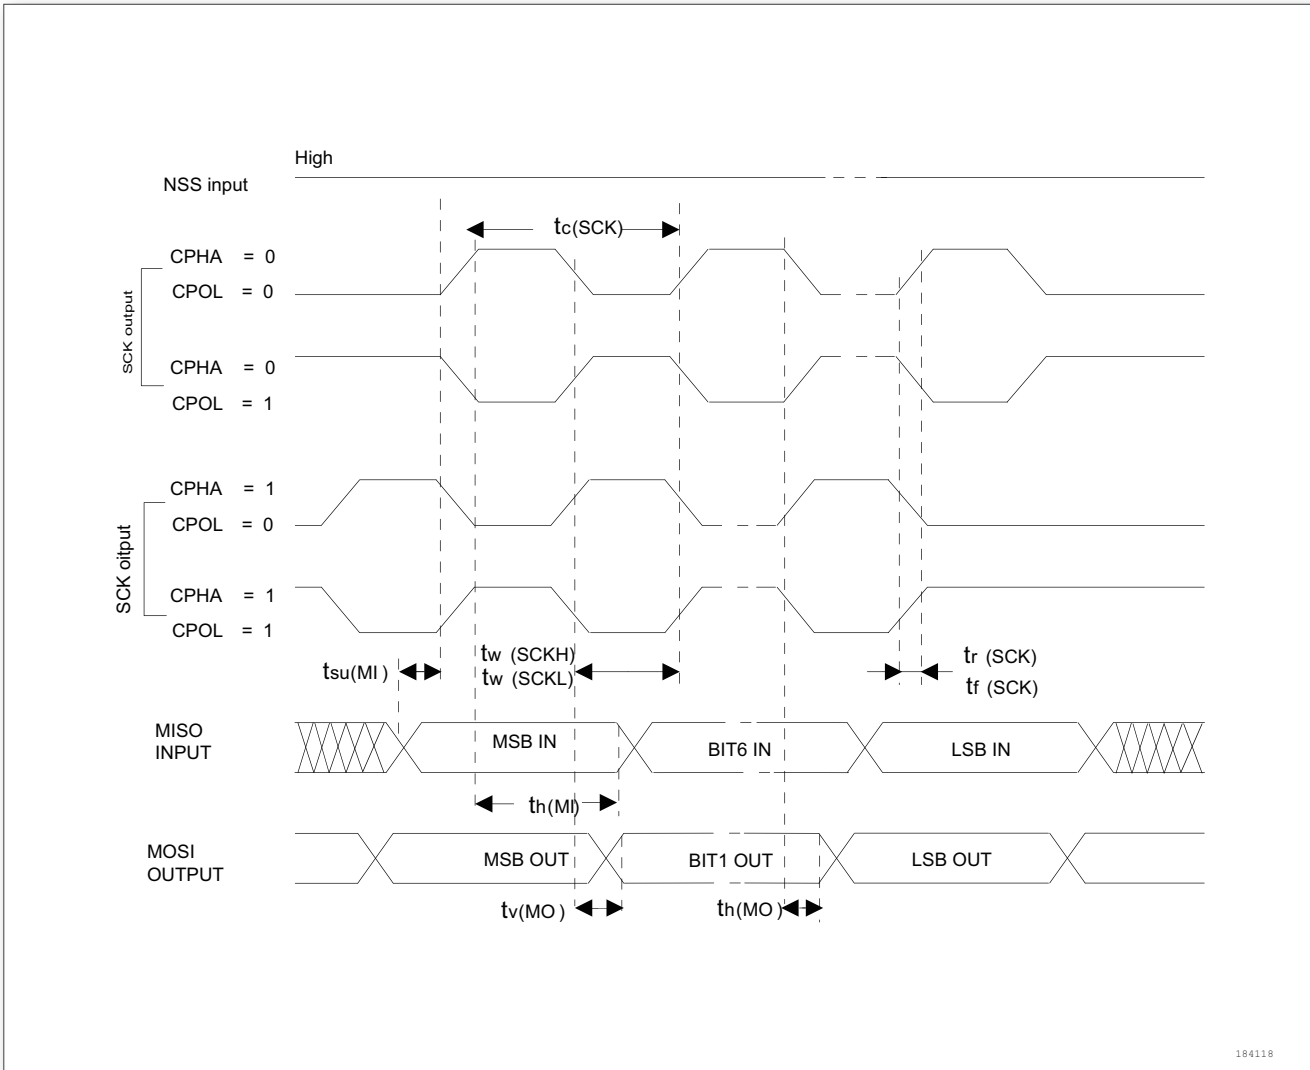 High
NSS input
tc(SCK)
CPHA = 0
CPOL = 0
SCK output
CPHA = 0
CPOL = 1
CPHA = 1
CPOL = 0
SCK oitput
CPHA = 1
CPOL = 1
tsu(MI)
tw (SCKH)
tw (SCKL)
tr (SCK)
tf (SCK)
MISO
INPUT
MSB IN
BIT6 IN
LSB IN
th(MI)
MOSI
OUTPUT
MSB OUT
BIT1 OUT
LSB OUT
tv(MO)
th(MO)
184118